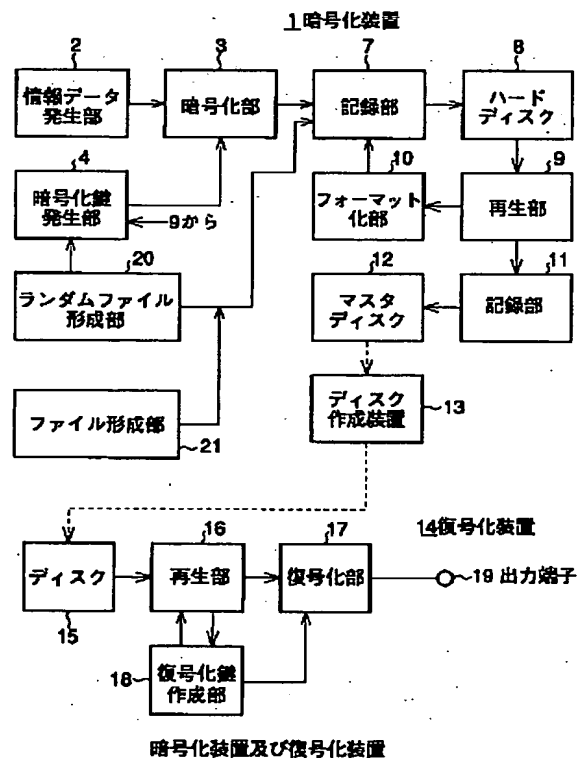 1 暗号化装置
2
3
7
8
情報データ
発生部
暗号化部
記録部
ハード
ディスク
4
10
9
暗号化鍵
発生部
9から
フォーマット
化部
再生部
20
12
11
ランダムファイル
形成部
マスタ
ディスク
記録部
ファイル形成部
21
ディスク
作成装置
13
16
17
14復号化装置
ディスク
再生部
復号化部
19 出力端子
15
18
復号化鍵
作成部
暗号化装置及び復号化装置